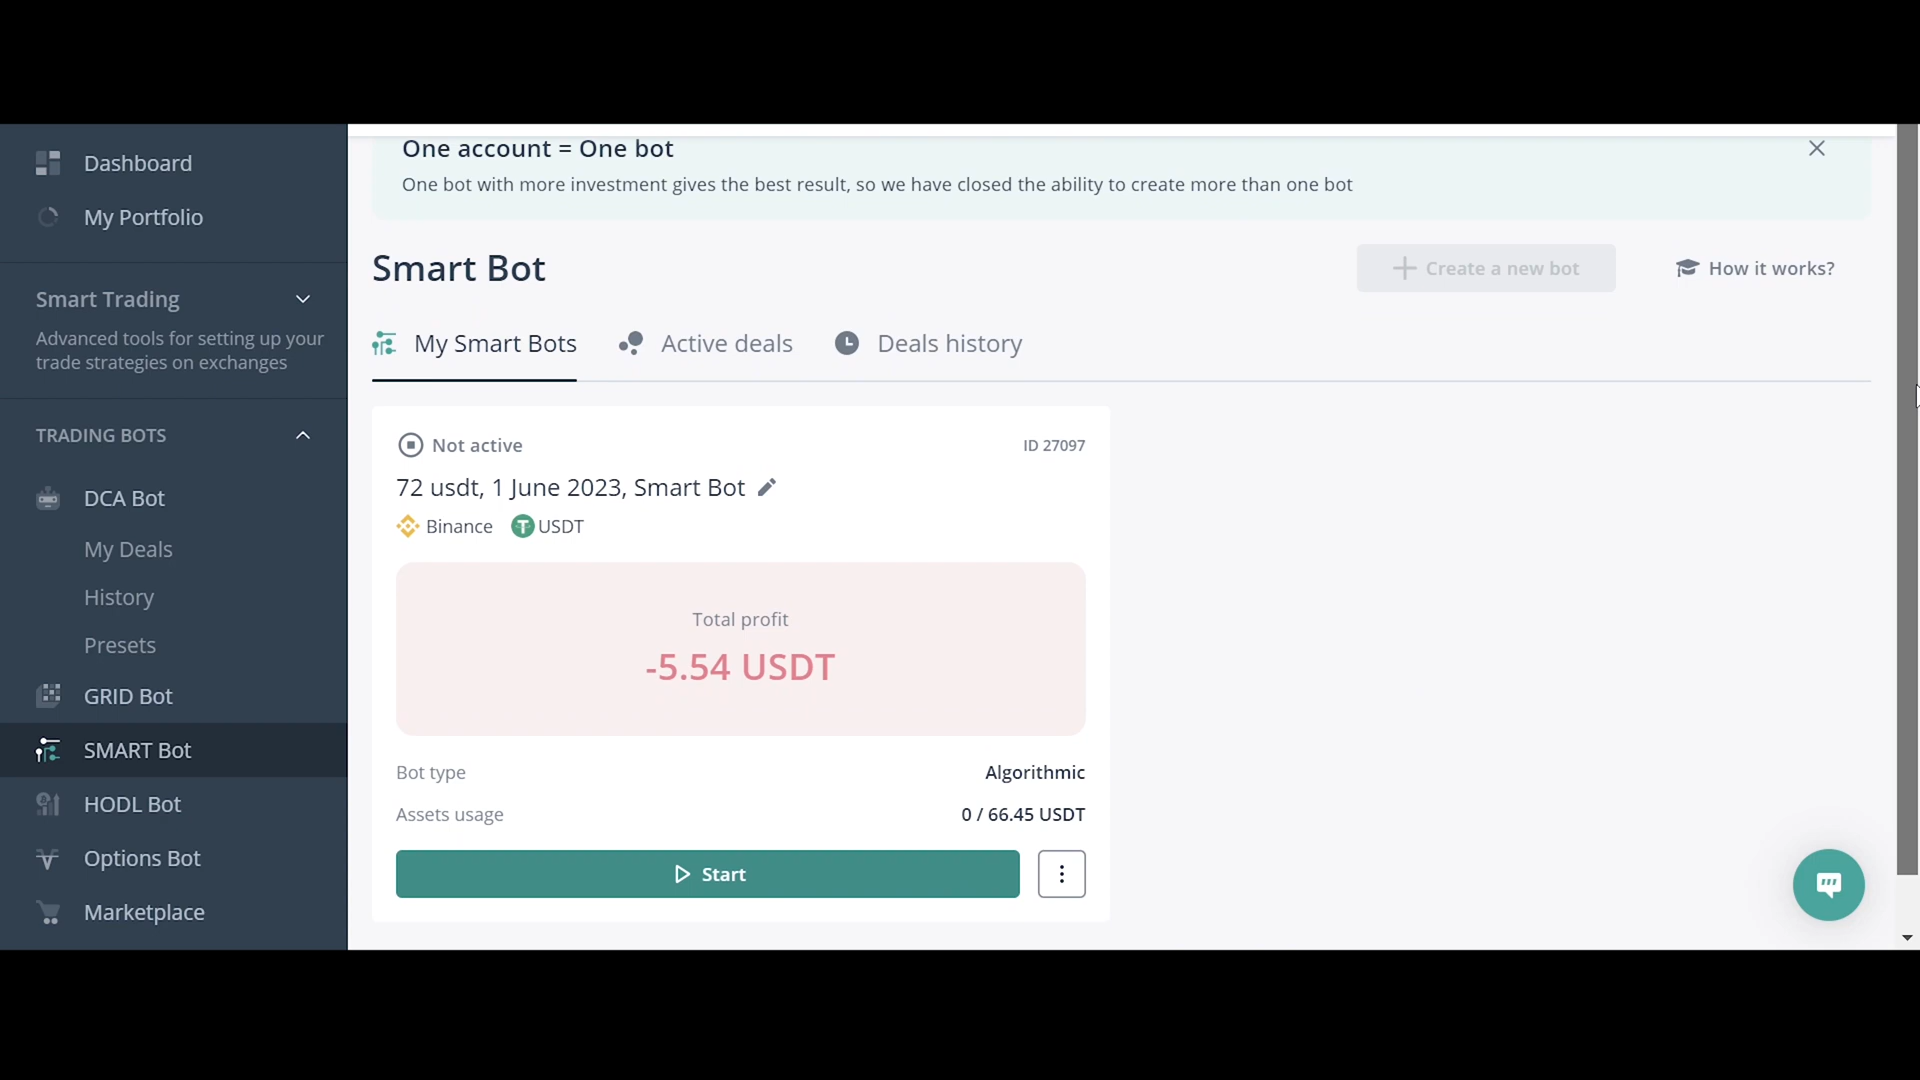 Dashboard
My Portfolio
Smart Trading
Advanced tools for setting up your
trade strategies on exchanges
TRADING BOTS
DCA Bot
My Deals
History
Presets
GRID Bot
SMART Bot
HODL Bot
Options Bot
Marketplace
One account = One bot
One bot with more investment gives the best result, so we have closed the ability to create more than one bot
Smart Bot
Create a new bot
How it works?
My Smart Bots
Active deals
Deals history
Not active
ID 27097
72 usdt, 1 June 2023, Smart Bot
Binance
USDT
Total profit
-5.54 USDT
Bot type
Algorithmic
Assets usage
0 / 66.45 USDT
Start